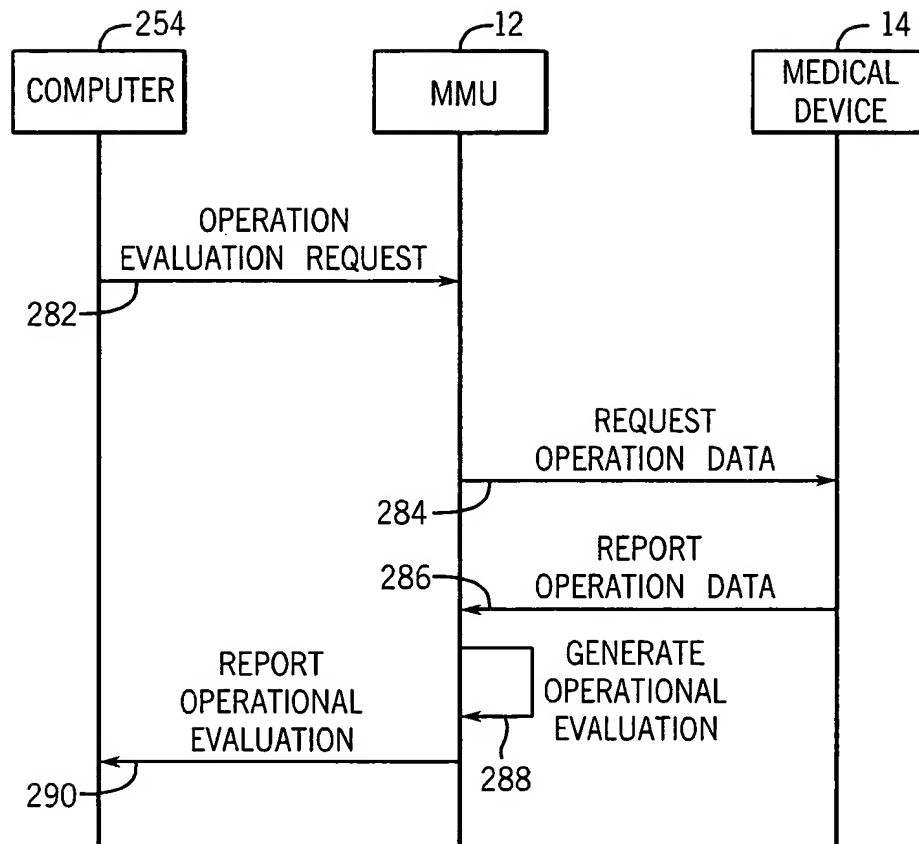 254
12
14
COMPUTER
MMU
MEDICAL
DEVICE
OPERATION
EVALUATION REQUEST
282
REQUEST
OPERATION DATA
284
REPORT
OPERATION DATA
286
GENERATE
OPERATIONAL
EVALUATION
288
REPORT
OPERATIONAL
EVALUATION
290